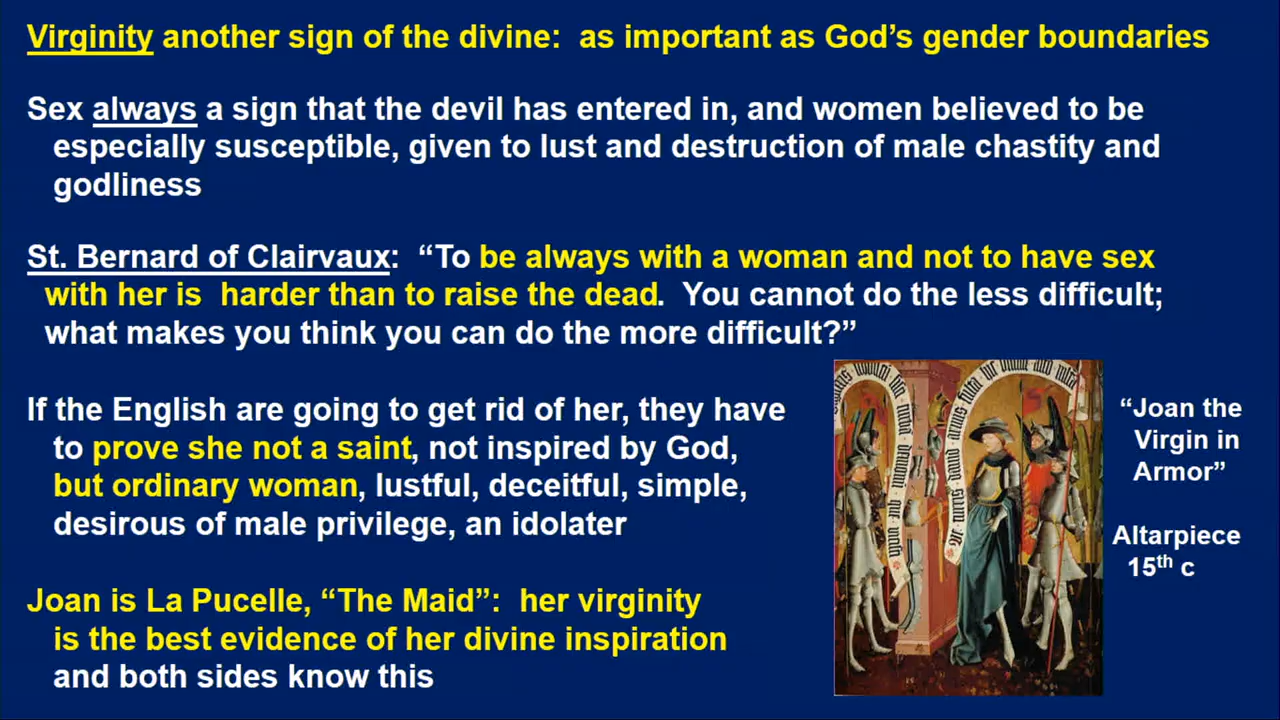 Virginity another sign of the divine: as important as God's gender boundaries
Sex always a sign that the devil has entered in, and women believed to be
especially susceptible, given to lust and destruction of male chastity and
godliness
St. Bernard of Clairvaux: “To be always with a woman and not to have sex
with her is harder than to raise the dead. You cannot do the less difficult;
what makes you think you can do the more difficult?”
If the English are going to get rid of her, they have
to prove she not a saint, not inspired by God,
but ordinary woman, lustful, deceitful, simple,
desirous of male privilege, an idolater
Joan is La Pucelle, “The Maid”: her virginity
is the best evidence of her divine inspiration
and both sides know this
“Joan the
Virgin in
Armor”
Altarpiece
15th c